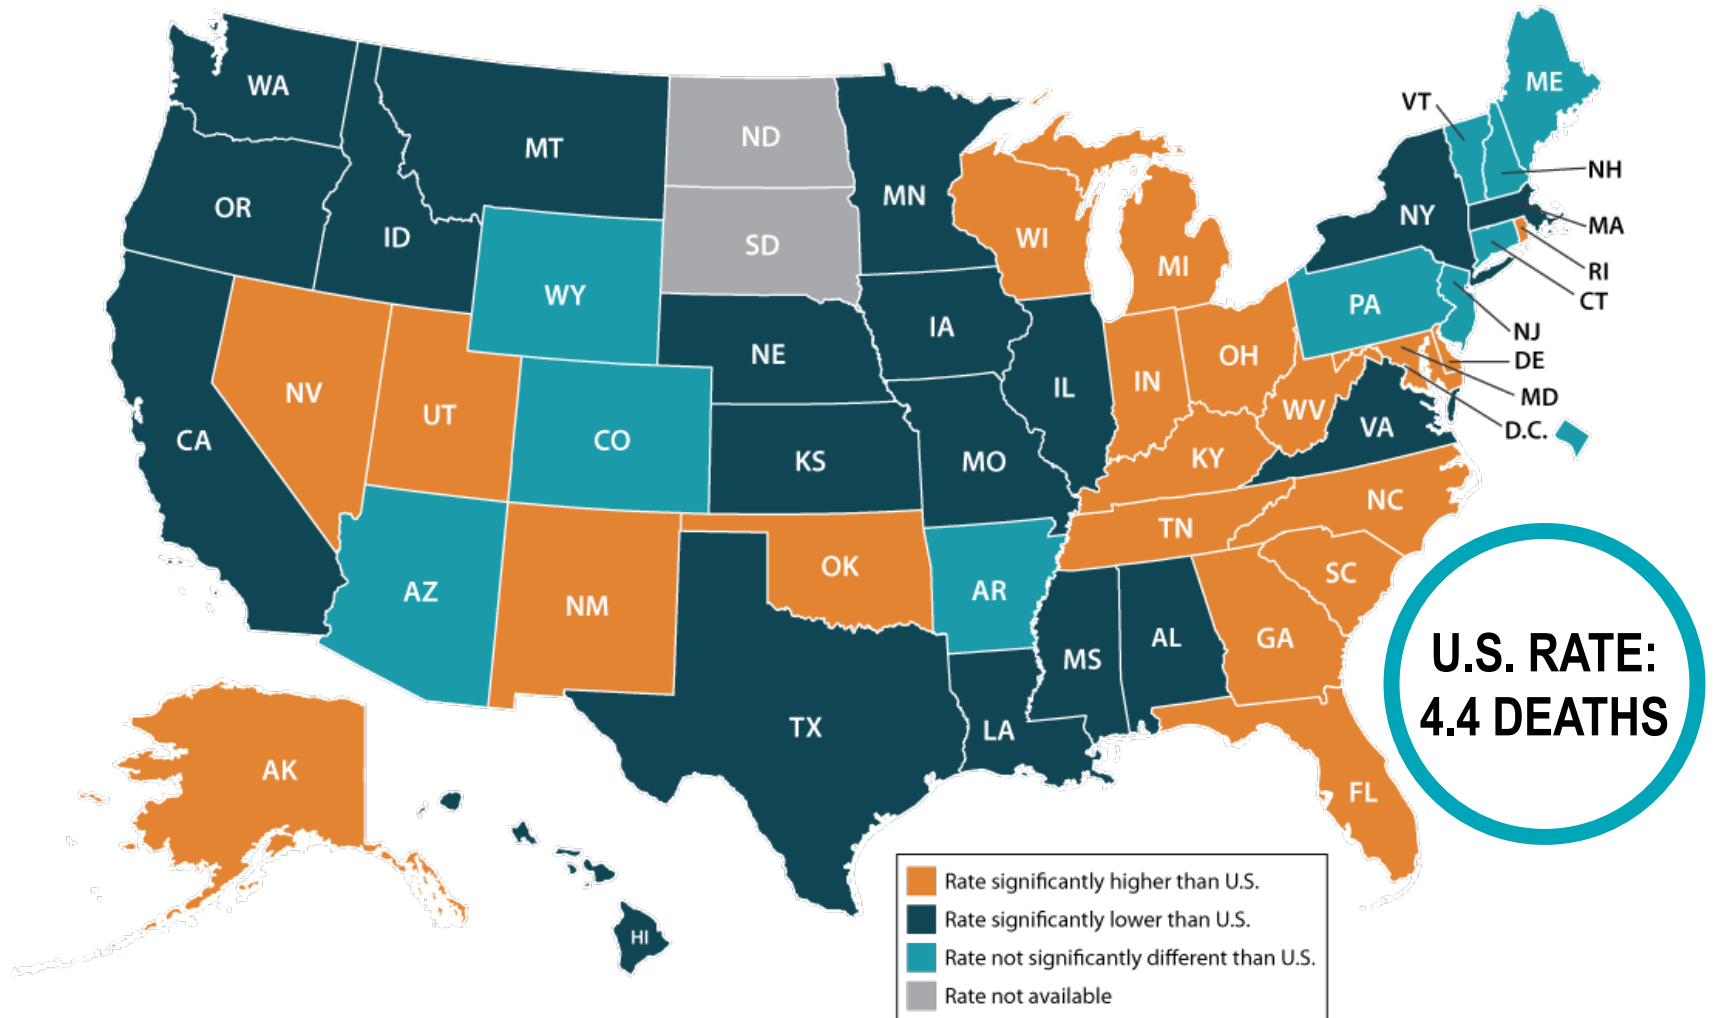 WA
MT
ND
ME
VT
OR
ID
MN
NH
SD
WI
NY
MA
MI
RI
WY
CT
PA
IA
NJ
NE
OH
DE
NV
UT
IL
IN
MD
WV
D.C.
CA
CO
KS
MO
KY
VA
NC
TN
OK
SC
AZ
NM
AR
GA
MS
AL
U.S. RATE:
4.4 DEATHS
TX
LA
AK
FL
HI
Rate significantly higher than U.S.
Rate significantly lower than U.S.
Rate not significantly different than U.S.
Rate not available